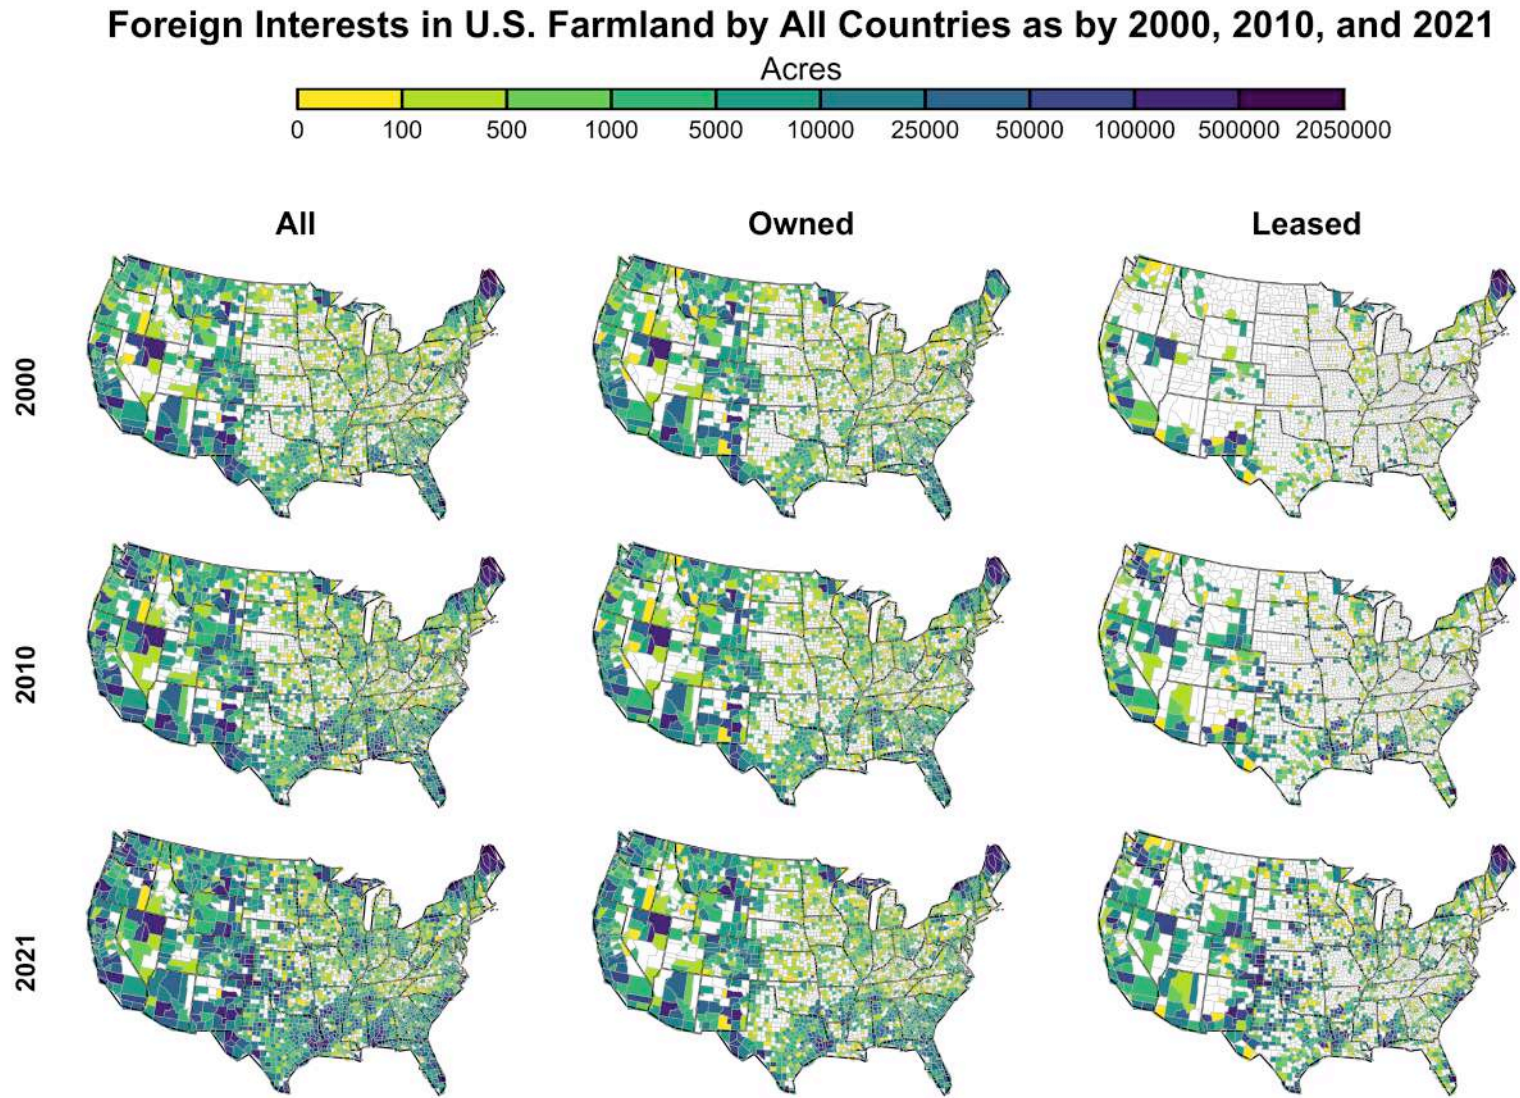 Foreign Interests in U.S. Farmland by All Countries as by 2000, 2010, and 2021
Acres
0 100 500 1000 5000 10000 25000 50000 100000 500000 2050000
All Owned Leased
2000
2010
2021